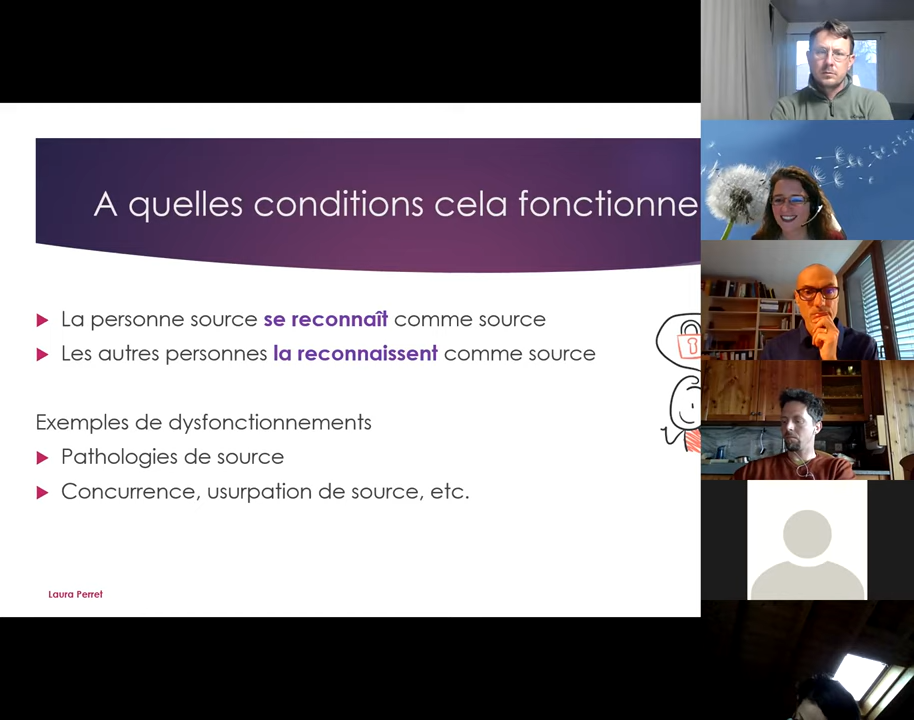 A quelles conditions cela fonctionne
La personne source se reconnaît comme source
Les autres personnes la reconnaissent comme source
Exemples de dysfonctionnements
Pathologies de source
Concurrence, usurpation de source, etc.
Laura Perret